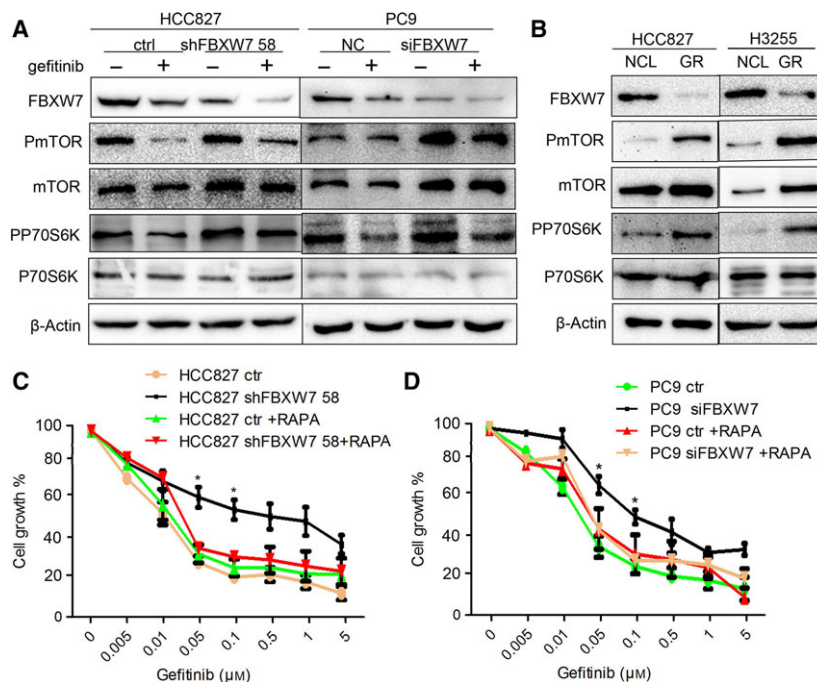 A
HCC827 PC9
ctrl shFBXW7 58 NC siFBXW7
gefitinib − + − + − + − +
FBXW7
PmTOR
mTOR
PP70S6K
P70S6K
β-Actin
B
HCC827 H3255
NCL GR NCL GR
FBXW7
PmTOR
mTOR
PP70S6K
P70S6K
β-Actin
C
HCC827 ctr
HCC827 shFBXW7 58
HCC827 ctr +RAPA
HCC827 shFBXW7 58+RAPA
Cell growth %
100
80
60
40
20
0
* *
0 0.005 0.01 0.05 0.1 0.5 1 5
Gefitinib (µM)
D
PC9 ctr
PC9 siFBXW7
PC9 ctr +RAPA
PC9 siFBXW7 +RAPA
Cell growth %
100
80
60
40
20
0
* *
0 0.005 0.01 0.05 0.1 0.5 1 5
Gefitinib (µM)